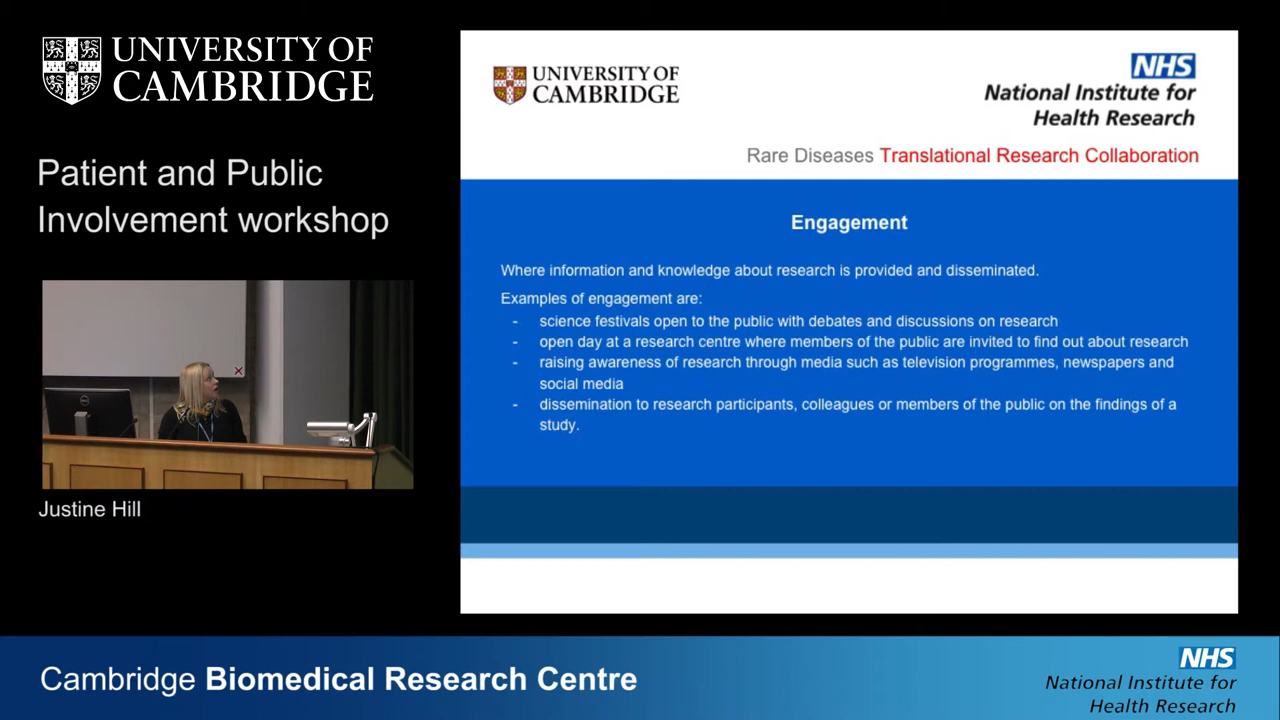 UNIVERSITY OF
CAMBRIDGE
Patient and Public
Involvement workshop
Justine Hill
UNIVERSITY OF
CAMBRIDGE
NHS
National Institute for
Health Research
Rare Diseases Translational Research Collaboration
Engagement
Where information and knowledge about research is provided and disseminated.
Examples of engagement are:
- science festivals open to the public with debates and discussions on research
- open day at a research centre where members of the public are invited to find out about research
- raising awareness of research through media such as television programmes, newspapers and
social media
- dissemination to research participants, colleagues or members of the public on the findings of a
study.
Cambridge Biomedical Research Centre
NHS
National Institute for
Health Research